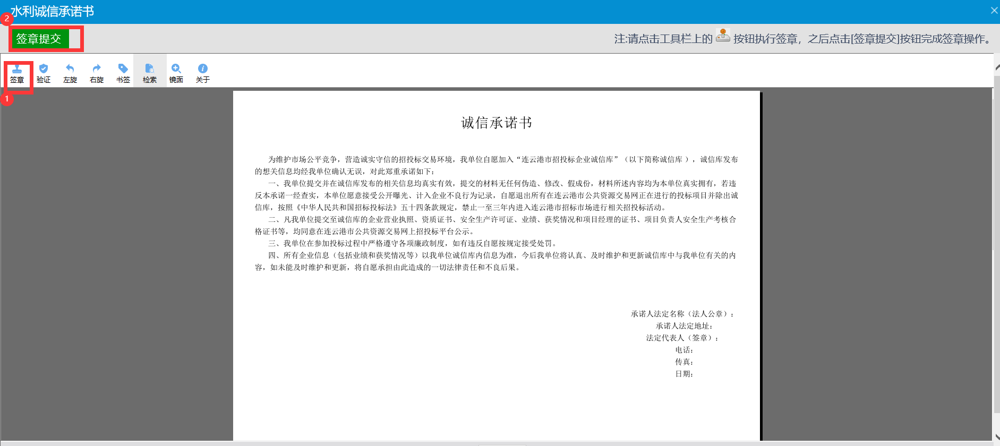 水利诚信承诺书
2
签章提交
注:请点击工具栏上的 按钮执行签章，之后点击[签章提交]按钮完成签章操作。
签章 验证 左旋 右旋 书签 检索 镜面 关于
1
诚信承诺书
为维护市场公平竞争，营造诚实守信的招投标交易环境，我单位自愿加入“连云港市招投标企业诚信库”（以下简称诚信库 ），诚信库发布
的想关信息均经我单位确认无误，对此郑重承诺如下：
一、我单位提交并在诚信库发布的相关信息均真实有效，提交的材料无任何伪造、修改、假成份，材料所述内容均为本单位真实拥有，若违
反本承诺一经查实，本单位愿意接受公开曝光、计入企业不良行为记录，自愿退出所有在连云港市公共资源交易网正在进行的投标项目并除出诚
信库，按照《中华人民共和国招标投标法》五十四条款规定，禁止一至三年内进入连云港市招标市场进行相关招投标活动。
二、凡我单位提交至诚信库的企业营业执照、资质证书、安全生产许可证、业绩、获奖情况和项目经理的证书、项目负责人安全生产考核合
格证书等，均同意在连云港市公共资源交易网上招投标平台公示。
三、我单位在参加投标过程中严格遵守各项廉政制度，如有违反自愿按规定接受处罚。
四、所有企业信息（包括业绩和获奖情况等）以我单位诚信库内信息为准，今后我单位将认真、及时维护和更新诚信库中与我单位有关的内
容，如未能及时维护和更新，将自愿承担由此造成的一切法律责任和不良后果。
承诺人法定名称（法人公章）：
承诺人法定地址：
法定代表人（签章）：
电话：
传真：
日期：